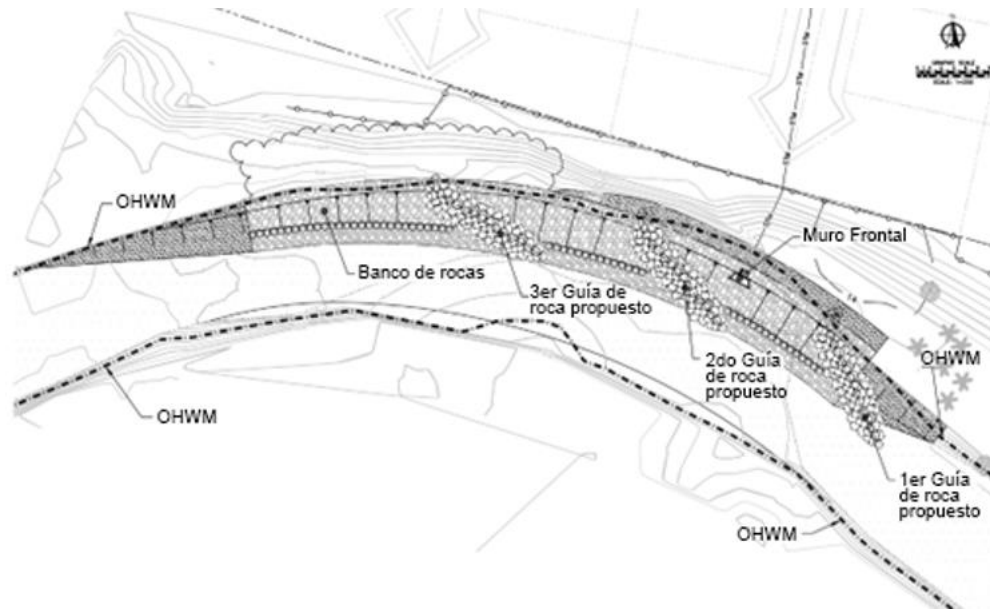 OHWM
Muro Frontal
Banco de rocas
3er Guía de
roca propuesto
2do Guía
de roca
propuesto
OHWM
OHWM
1er Guía
de roca
propuesto
OHWM